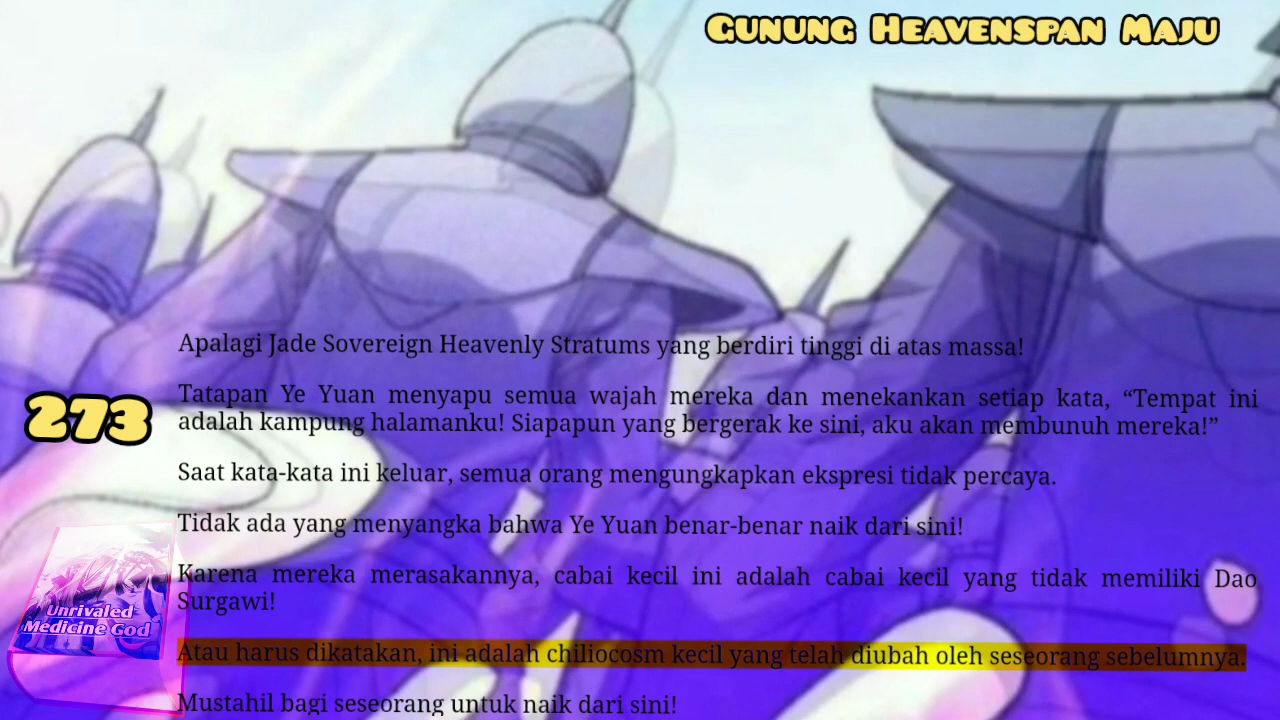 Gunung Heavenspan Maju
Apalagi Jade Sovereign Heavenly Stratums yang berdiri tinggi di atas massa!
Tatapan Ye Yuan menyapu semua wajah mereka dan menekankan setiap kata, “Tempat ini
adalah kampung halamanku! Siapapun yang bergerak ke sini, aku akan membunuh mereka!”
273
Saat kata-kata ini keluar, semua orang mengungkapkan ekspresi tidak percaya.
Tidak ada yang menyangka bahwa Ye Yuan benar-benar naik dari sini!
Karena mereka merasakannya, cabai kecil ini adalah cabai kecil yang tidak memiliki Dao
Surgawi!
Unrivaled
Medicine God
Atau harus dikatakan, ini adalah chiliocosm kecil yang telah diubah oleh seseorang sebelumnya.
Mustahil bagi seseorang untuk naik dari sini!